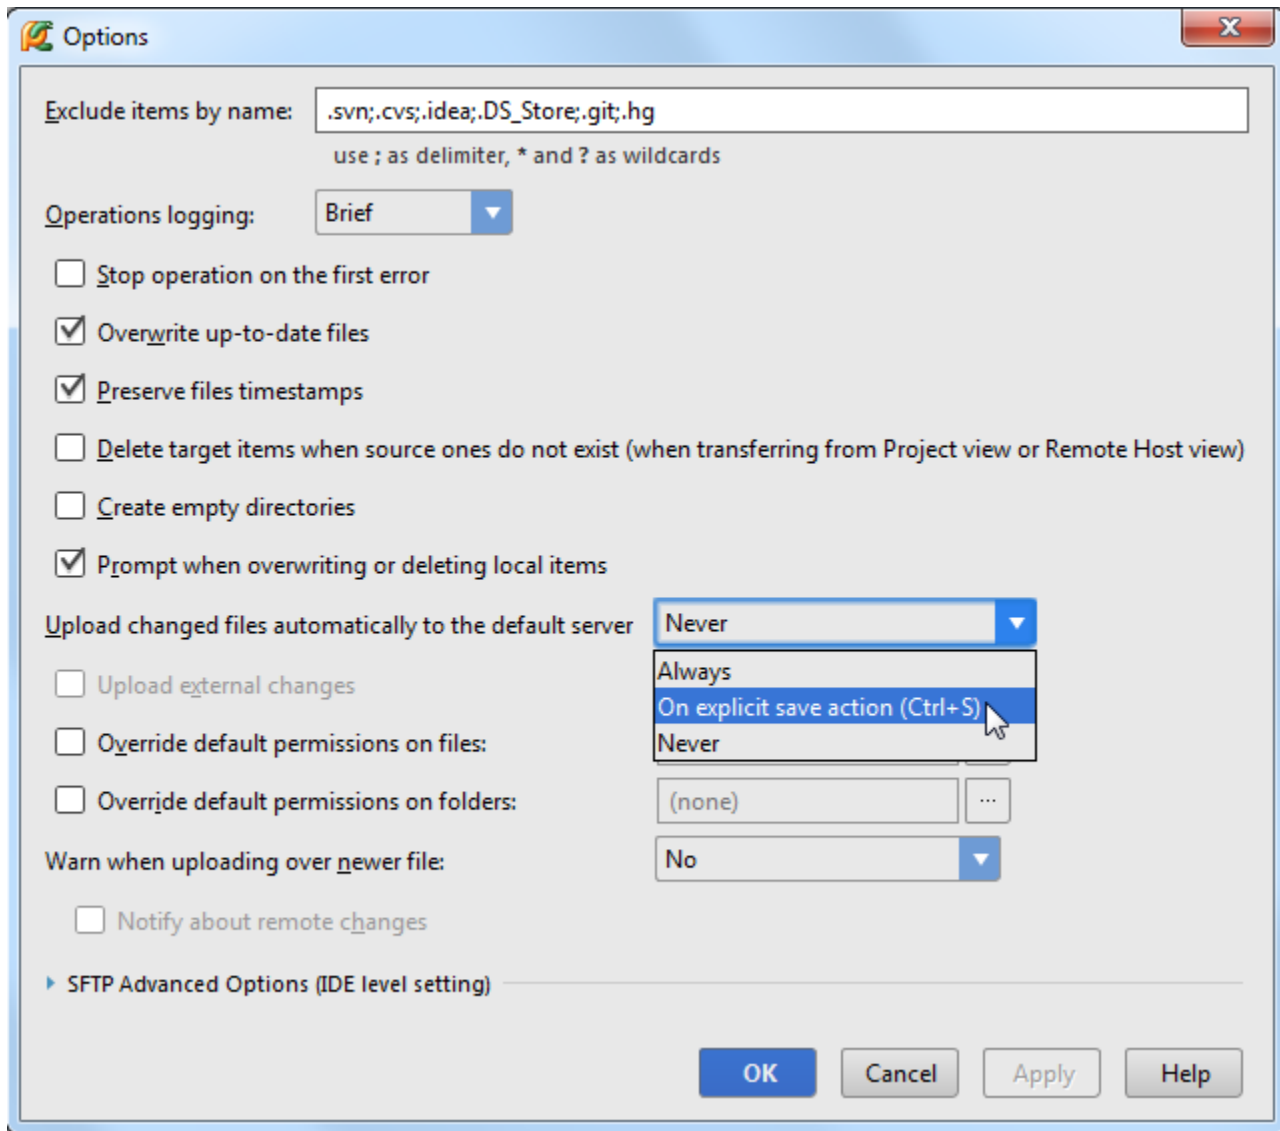 Options
Exclude items by name: .svn;.cvs;.idea;.DS_Store;.git;.hg
use ; as delimiter, * and ? as wildcards
Operations logging: Brief
Stop operation on the first error
Overwrite up-to-date files
Preserve files timestamps
Delete target items when source ones do not exist (when transferring from Project view or Remote Host view)
Create empty directories
Prompt when overwriting or deleting local items
Upload changed files automatically to the default server Never
Always
Upload external changes
On explicit save action (Ctrl+S)
Override default permissions on files: Never
Override default permissions on folders: (none) ...
Warn when uploading over newer file: No
Notify about remote changes
SFTP Advanced Options (IDE level setting)
OK Cancel Apply Help